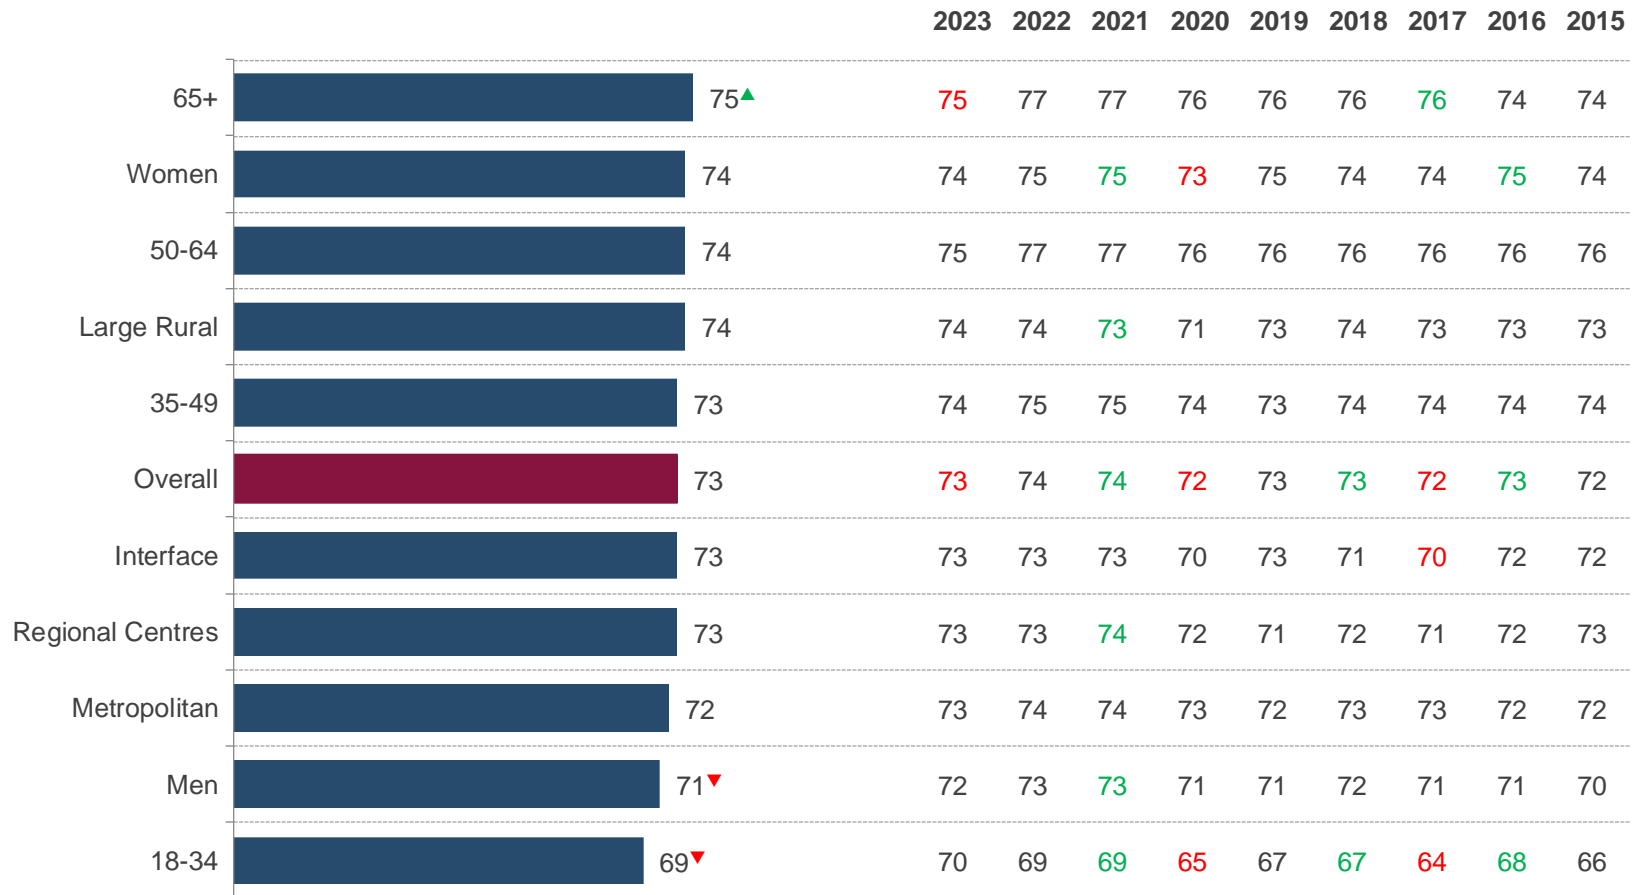 2023 2022 2021 2020 2019 2018 2017 2016 2015
65+ 75▲ 75 77 77 76 76 76 76 74 74
Women 74 74 75 75 73 75 74 74 75 74
50-64 74 75 77 77 76 76 76 76 76 76
Large Rural 74 74 74 73 71 73 74 73 73 73
35-49 73 74 75 75 74 73 74 74 74 74
Overall 73 73 74 74 72 73 73 72 73 72
Interface 73 73 73 73 70 73 71 70 72 72
Regional Centres 73 73 73 74 72 71 72 71 72 73
Metropolitan 72 73 74 74 73 72 73 73 72 72
Men 71▼ 72 73 73 71 71 72 71 71 70
18-34 69▼ 70 69 69 65 67 67 64 68 66